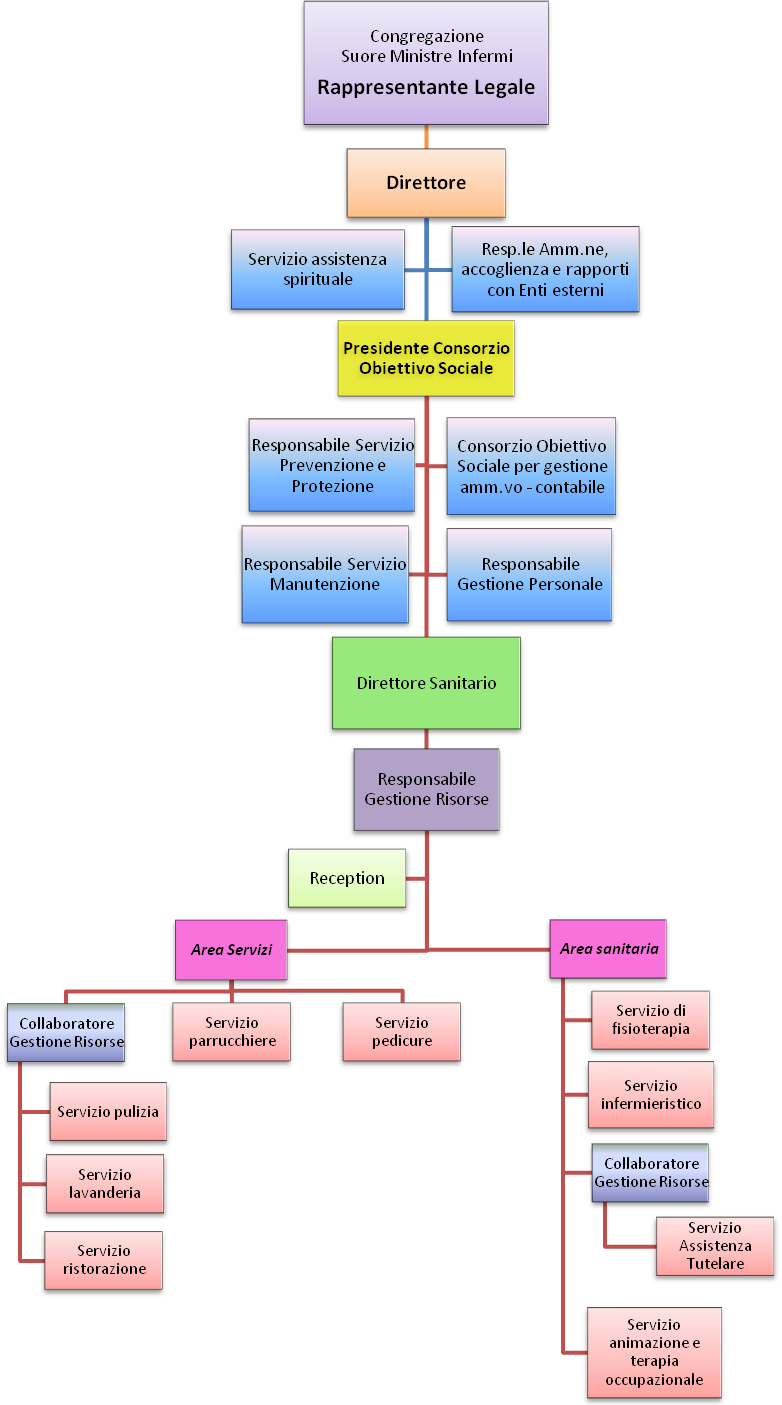 Congregazione
Suore Ministre Infermi
Rappresentante Legale
Direttore
Servizio assistenza
spirituale
Resp.le Amm.ne,
accoglienza e rapporti
con Enti esterni
Presidente Consorzio
Obiettivo Sociale
Responsabile Servizio
Prevenzione e
Protezione
Consorzio Obiettivo
Sociale per gestione
amm.vo - contabile
Responsabile Servizio
Manutenzione
Responsabile
Gestione Personale
Direttore Sanitario
Responsabile
Gestione Risorse
Reception
Area Servizi
Area sanitaria
Collaboratore
Gestione Risorse
Servizio
parrucchiere
Servizio
pedicure
Servizio pulizia
Servizio
lavanderia
Servizio
ristorazione
Servizio di
fisioterapia
Servizio
infermieristico
Collaboratore
Gestione Risorse
Servizio
Assistenza
Tutelare
Servizio
animazione e
terapia
occupazionale